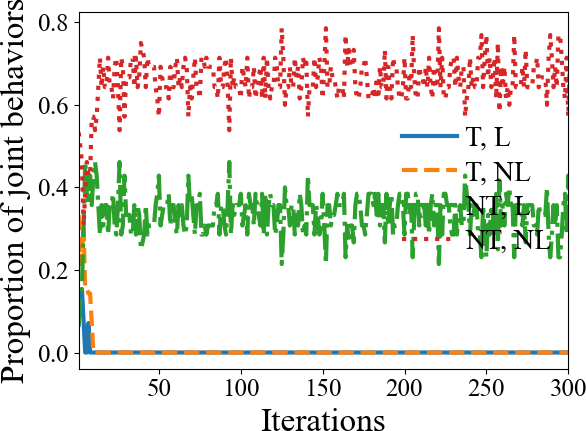 Proportion of joint behaviors
0.8
0.6
0.4
0.2
0.0
T, L
T, NL
NT, L
NT, NL
50
100
150
200
250
300
Iterations